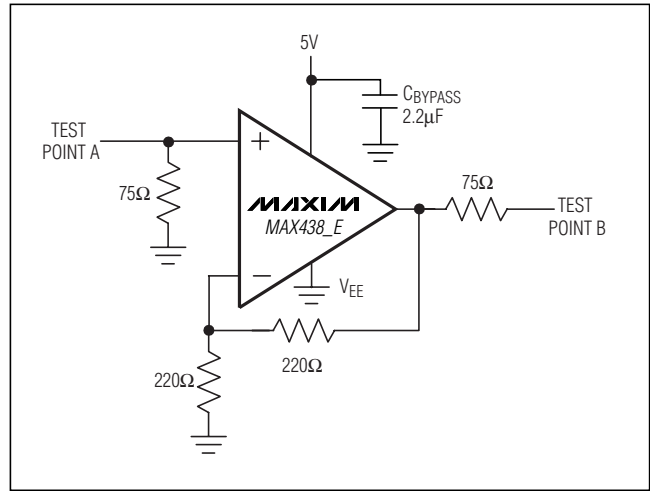 5V
CBYPASS
2.2µF
TEST
POINT A
+
75Ω
75Ω
MAXIM
MAX438_E
TEST
POINT B
−
VEE
220Ω
220Ω